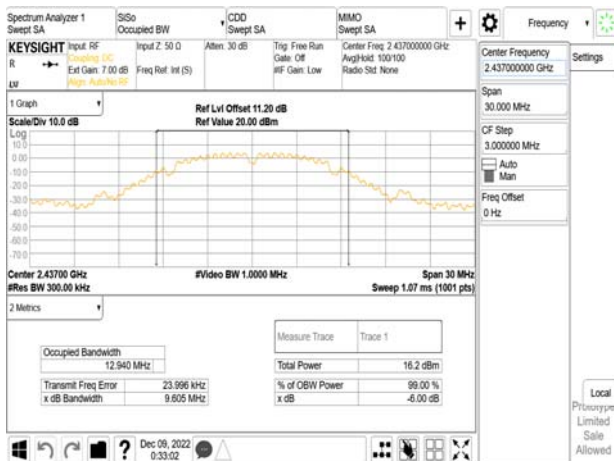 Spectrum Analyzer 1
Swept SA
SISo
Occupied BW
CDD
Swept SA
MIMO
Swept SA
Frequency
KEYSIGHT
R
Input: RF
Coupling: DC
Ext Gain: 7.00 dB
Align: Auto/No RF
Input Z: 50 Ω
Freq Ref: Int (S)
Atten: 30 dB
Trig: Free Run
Gate: Off
#IF Gain: Low
Center Freq: 2.437000000 GHz
Avg|Hold: 100/100
Radio Std: None
Center Frequency
2.437000000 GHz
Settings
Span
30.000 MHz
CF Step
3.000000 MHz
Auto
Man
Freq Offset
0 Hz
1 Graph
Scale/Div 10.0 dB
Ref Lvl Offset 11.20 dB
Ref Value 20.00 dBm
Log
10.0
0.00
-10.0
-20.0
-30.0
-40.0
-50.0
-60.0
-70.0
Center 2.43700 GHz
#Res BW 300.00 kHz
#Video BW 1.0000 MHz
Span 30 MHz
Sweep 1.07 ms (1001 pts)
2 Metrics
Measure Trace Trace 1
Occupied Bandwidth
12.940 MHz
Total Power 16.2 dBm
Transmit Freq Error 23.996 kHz
% of OBW Power 99.00 %
x dB Bandwidth 9.605 MHz
x dB -6.00 dB
Local
Prototype
Limited
Sale
Allowed
Dec 09, 2022
0:33:02